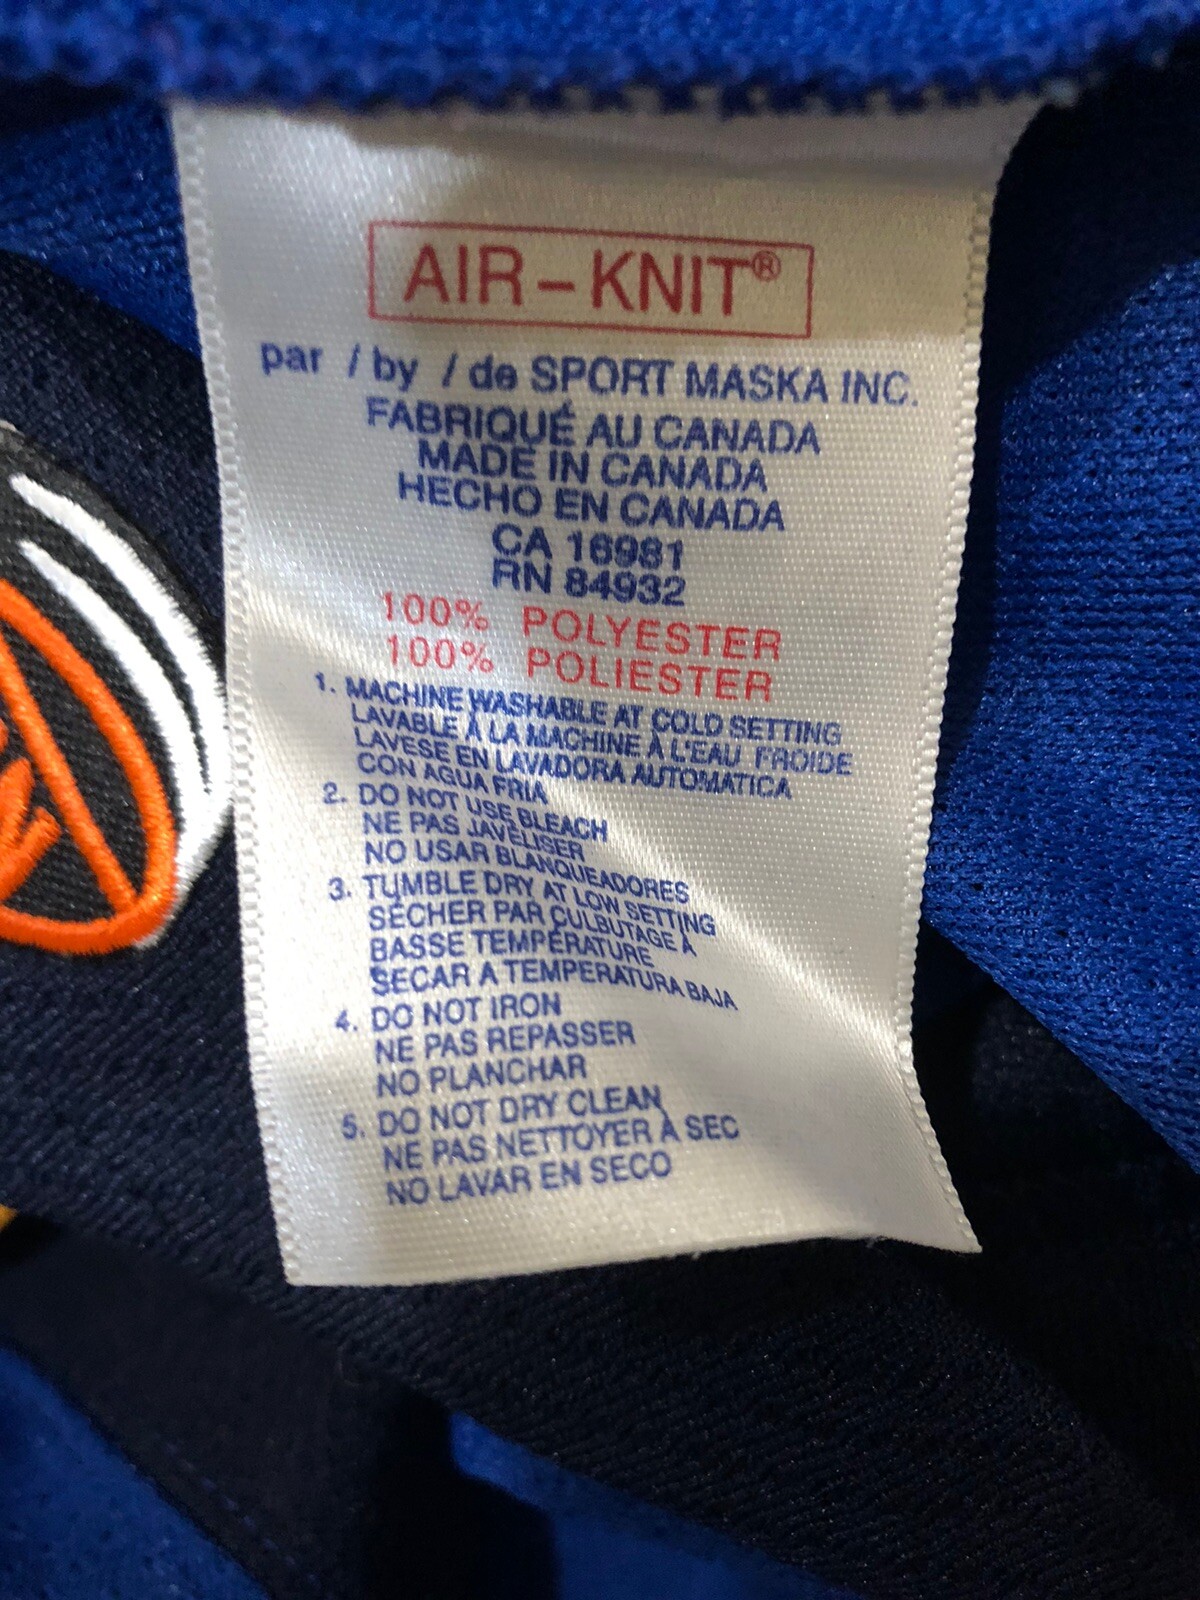 AIR-KNIT®
par / by / de SPORT MASKA INC.
FABRIQUÉ AU CANADA
MADE IN CANADA
HECHO EN CANADA
CA 16981
RN 84932
100% POLYESTER
100% POLIESTER
1. MACHINE WASHABLE AT COLD SETTING
LAVABLE À LA MACHINE À L'EAU FROIDE
LAVESE EN LAVADORA AUTOMATICA
CON AGUA FRIA
2. DO NOT USE BLEACH
NE PAS JAVÉLISER
NO USAR BLANQUEADORES
3. TUMBLE DRY AT LOW SETTING
SÉCHER PAR CULBUTAGE À
BASSE TEMPÉRATURE
SECAR A TEMPERATURA BAJA
4. DO NOT IRON
NE PAS REPASSER
NO PLANCHAR
5. DO NOT DRY CLEAN
NE PAS NETTOYER À SEC
NO LAVAR EN SECO